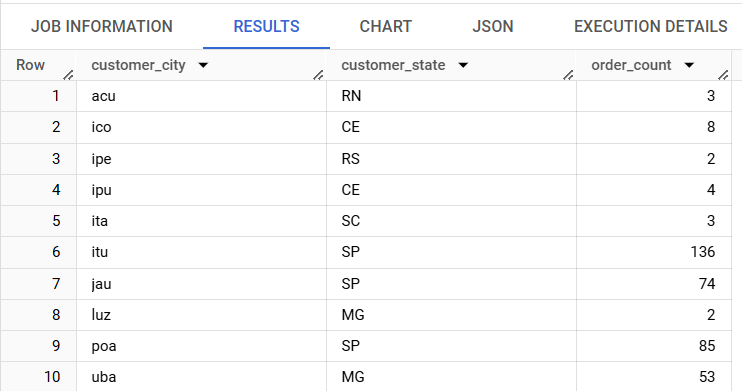 JOB INFORMATION RESULTS CHART JSON EXECUTION DETAILS
Row customer_city customer_state order_count
1 acu RN 3
2 ico CE 8
3 ipe RS 2
4 ipu CE 4
5 ita SC 3
6 itu SP 136
7 jau SP 74
8 luz MG 2
9 poa SP 85
10 uba MG 53